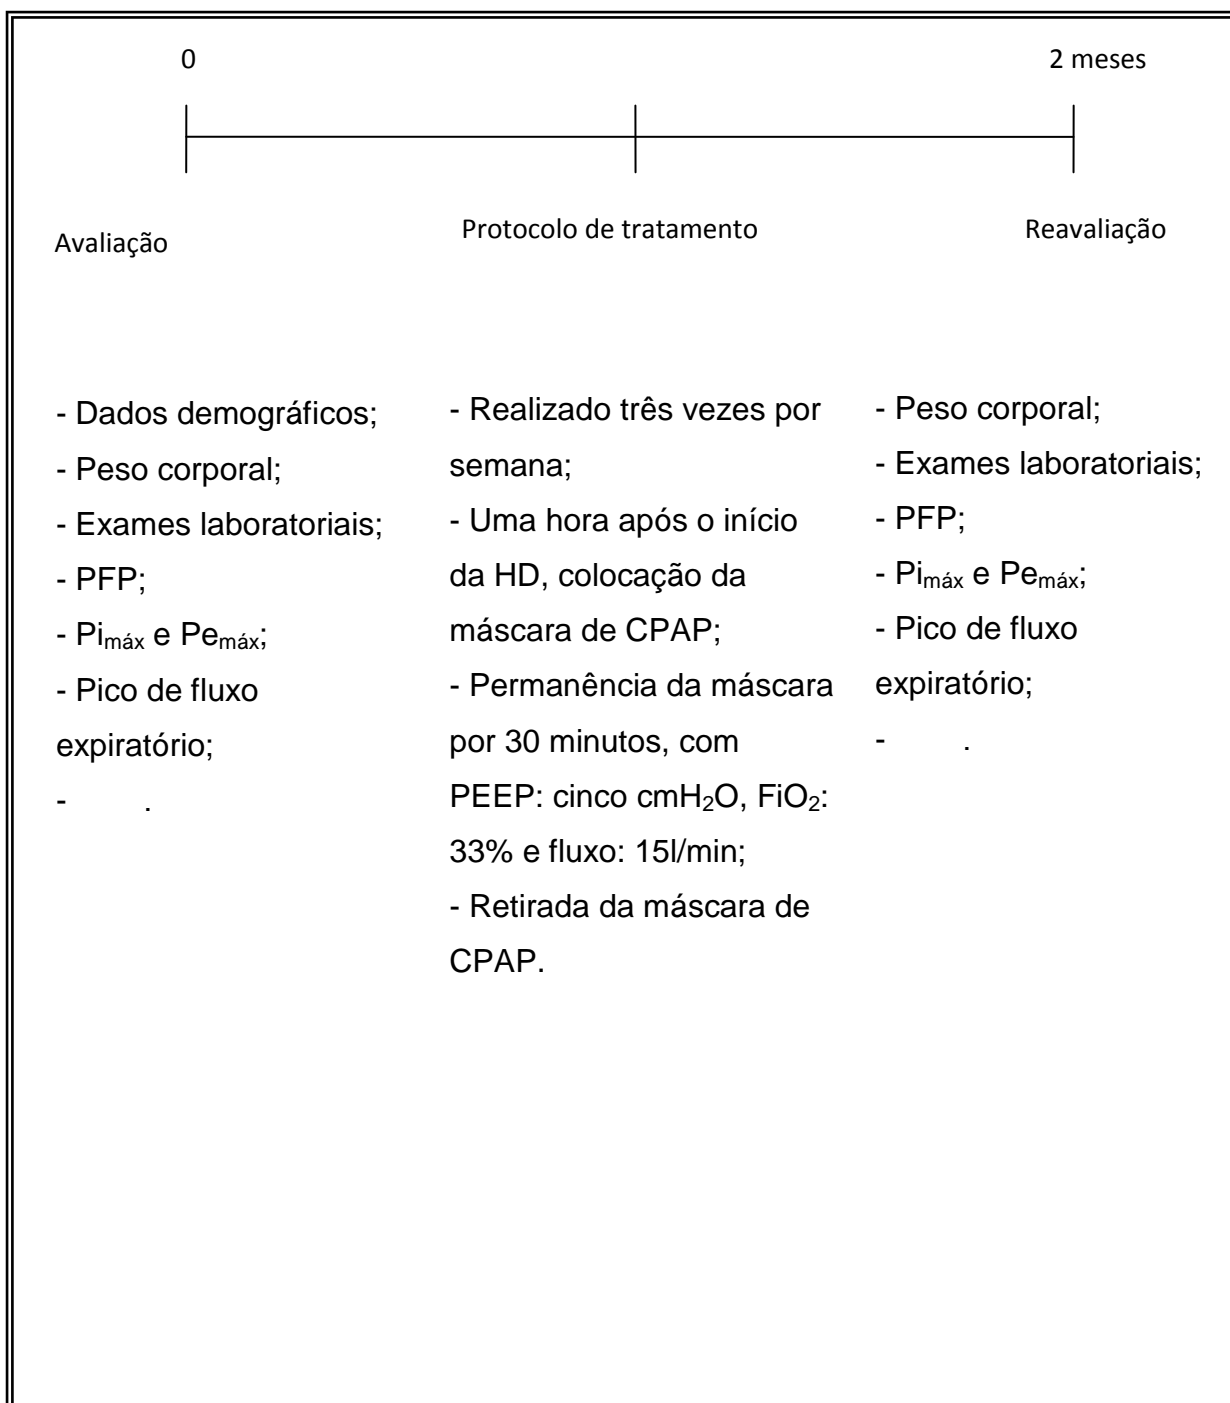 0
2 meses
Avaliação
Protocolo de tratamento
Reavaliação
- Dados demográficos;
- Peso corporal;
- Exames laboratoriais;
- PFP;
- Pimáx e Pemáx;
- Pico de fluxo
expiratório;
- .
- Realizado três vezes por
semana;
- Uma hora após o início
da HD, colocação da
máscara de CPAP;
- Permanência da máscara
por 30 minutos, com
PEEP: cinco cmH2O, FiO2:
33% e fluxo: 15l/min;
- Retirada da máscara de
CPAP.
- Peso corporal;
- Exames laboratoriais;
- PFP;
- Pimáx e Pemáx;
- Pico de fluxo
expiratório;
- .